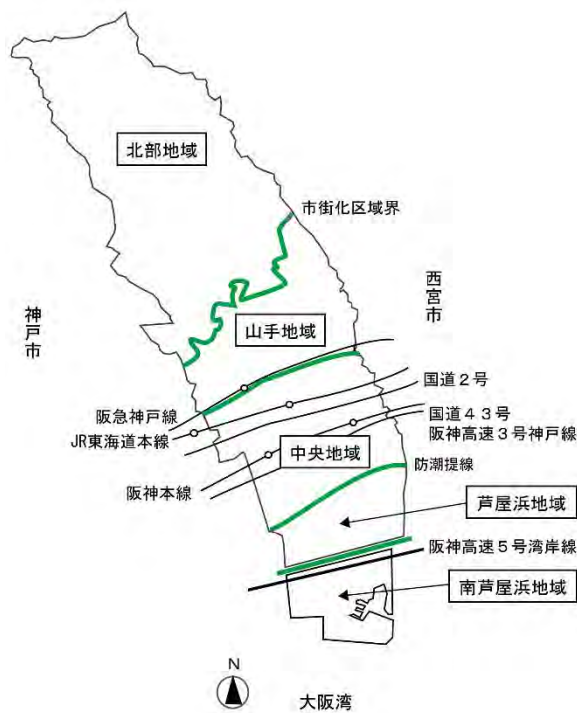 北部地域
市街化区域界
西宮市
神戸市
山手地域
国道2号
阪急神戸線
国道43号
JR東海道本線
阪神高速3号神戸線
中央地域
防潮提線
阪神本線
芦屋浜地域
阪神高速5号湾岸線
南芦屋浜地域
N
大阪湾